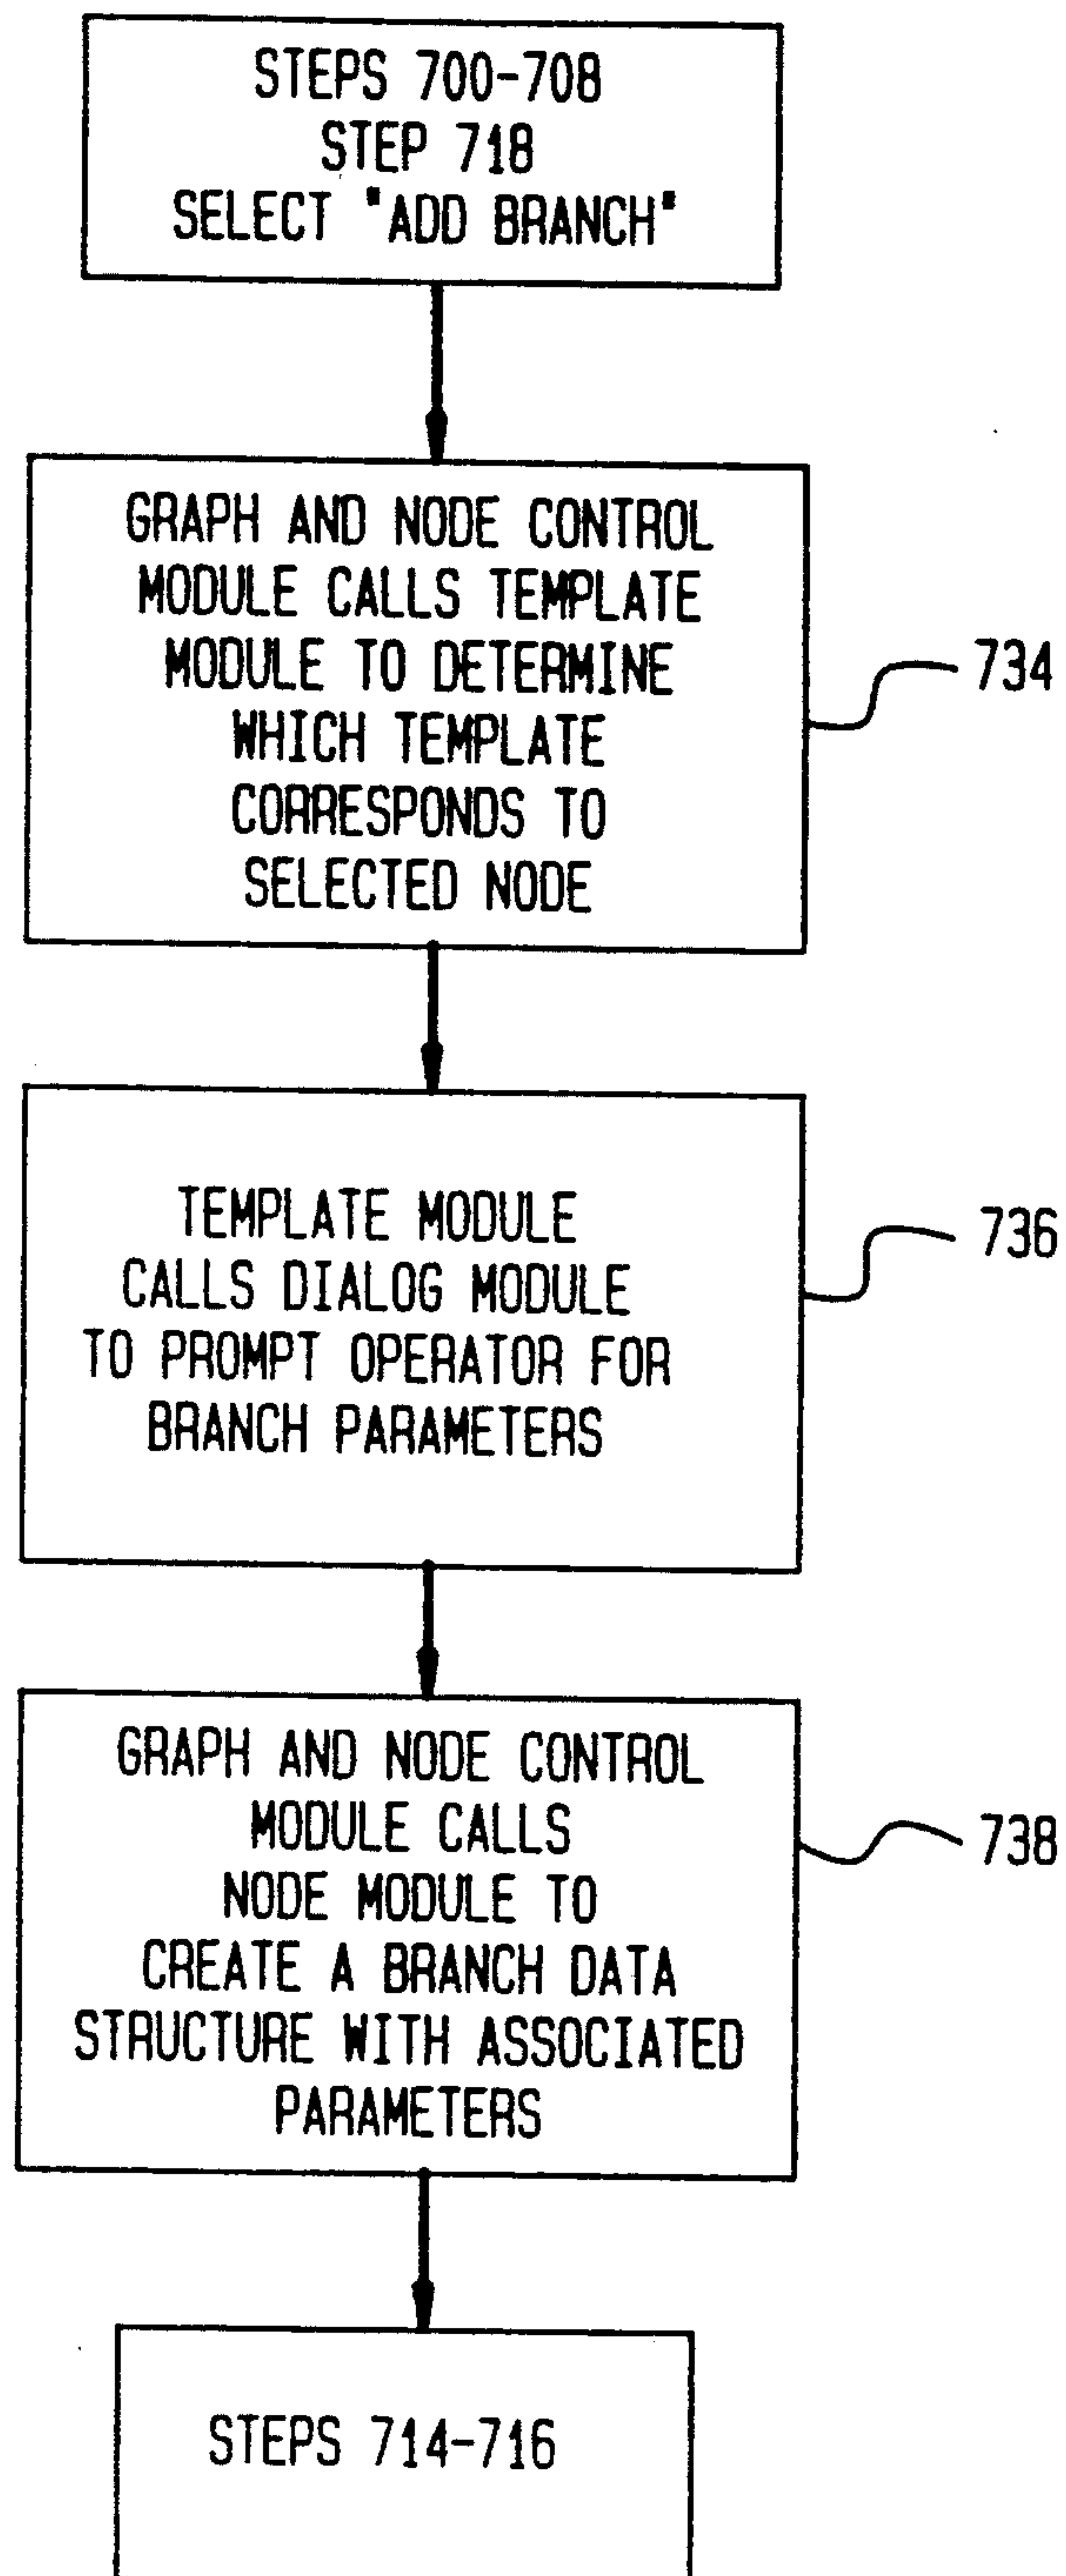 STEPS 700-708
STEP 718
SELECT "ADD BRANCH"
GRAPH AND NODE CONTROL
MODULE CALLS TEMPLATE
MODULE TO DETERMINE
WHICH TEMPLATE
CORRESPONDS TO
SELECTED NODE
734
TEMPLATE MODULE
CALLS DIALOG MODULE
TO PROMPT OPERATOR FOR
BRANCH PARAMETERS
736
GRAPH AND NODE CONTROL
MODULE CALLS
NODE MODULE TO
CREATE A BRANCH DATA
STRUCTURE WITH ASSOCIATED
PARAMETERS
738
STEPS 714-716